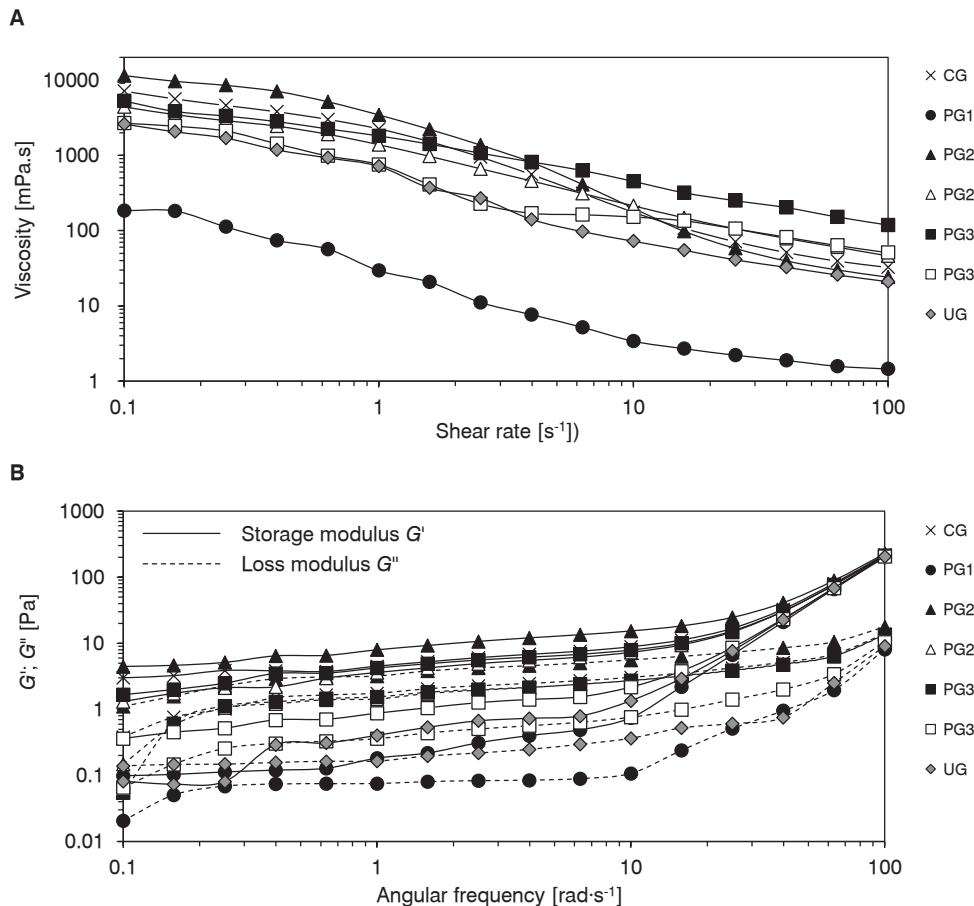 A
Viscosity [mPa.s]
10000
1000
100
10
1
0.1
1
10
100
Shear rate [s⁻¹])
CG
PG1
PG2
PG2
PG3
PG3
UG
B
G'; G" [Pa]
1000
100
10
1
0.1
0.01
Storage modulus G'
Loss modulus G"
0.1
1
10
100
Angular frequency [rad·s⁻¹]
CG
PG1
PG2
PG2
PG3
PG3
UG